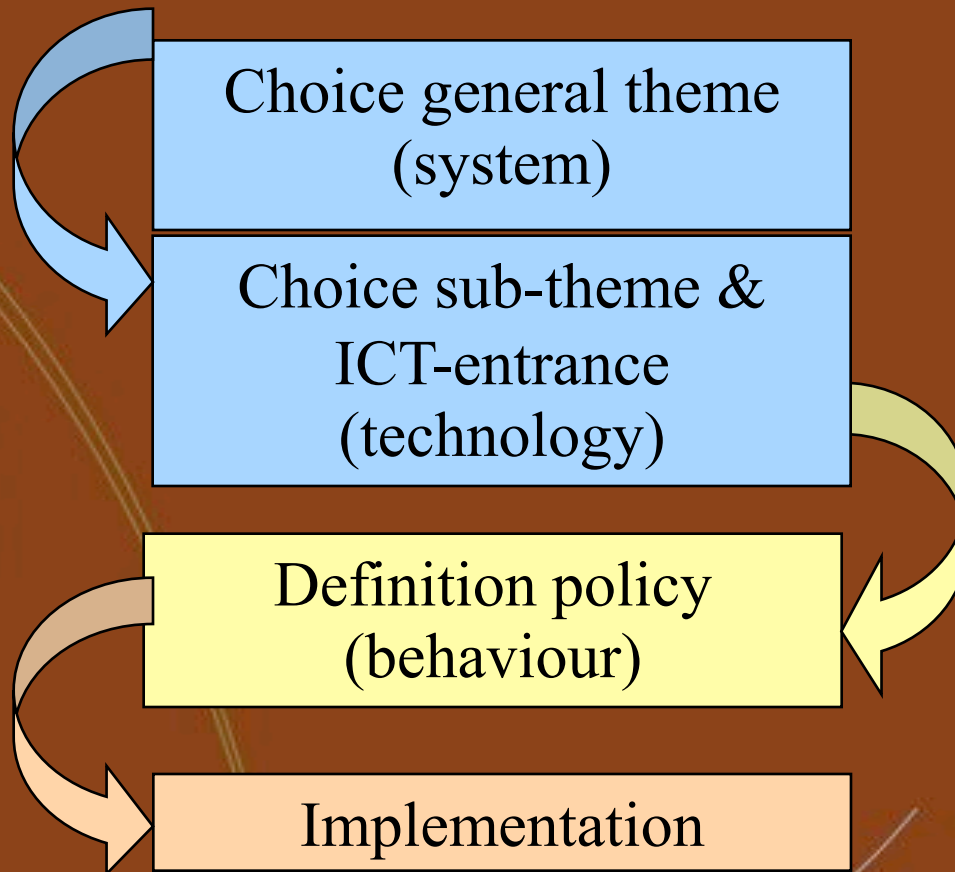 Choice general theme
(system)
Choice sub-theme &
ICT-entrance
(technology)
Definition policy
(behaviour)
Implementation